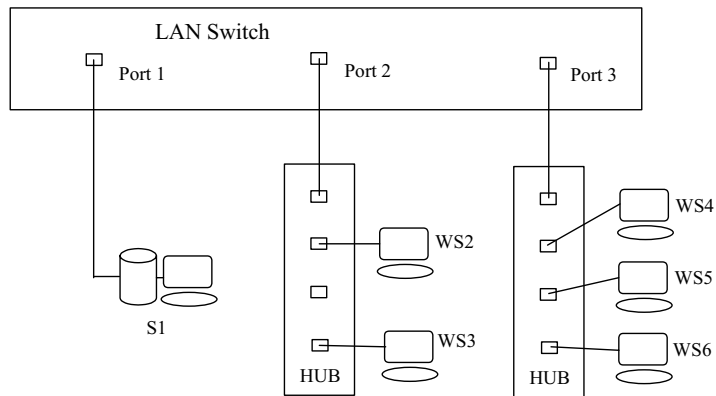 LAN Switch
Port 1
Port 2
Port 3
WS4
WS2
WS5
S1
WS3
WS6
HUB
HUB